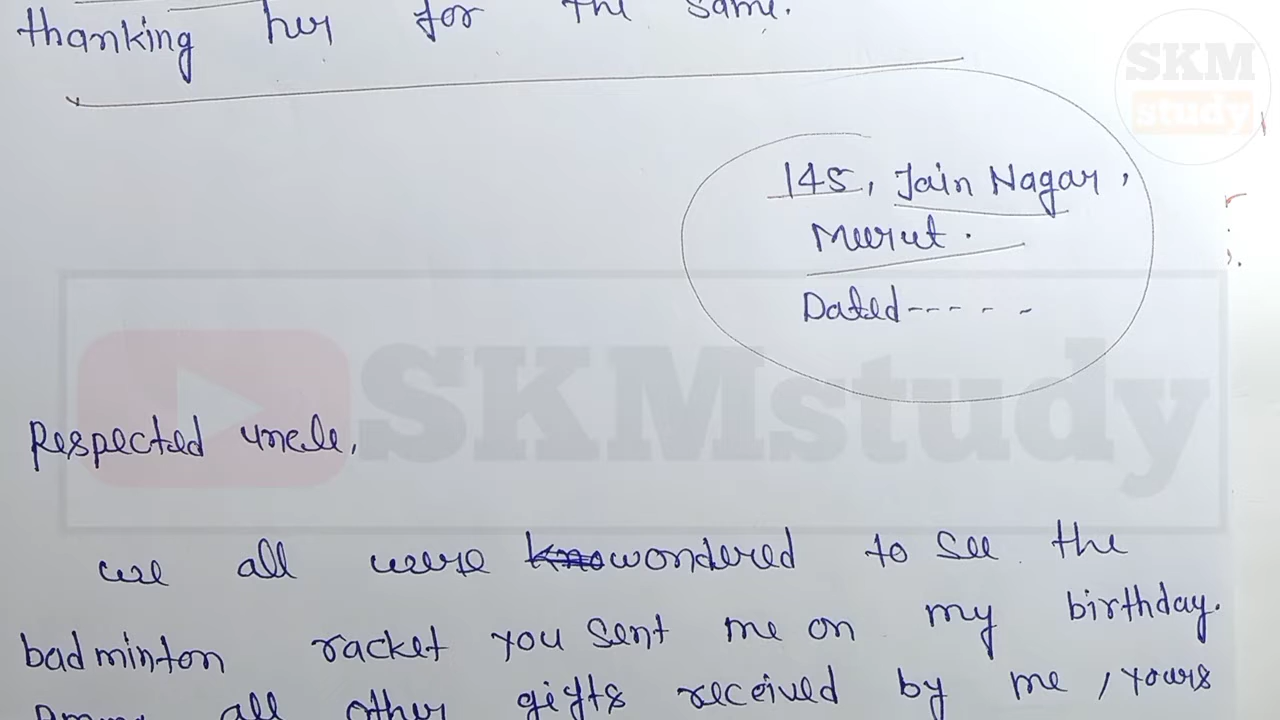 thanking her for the same.
SKM
study
145, Jain Nagar,
Meerut.
Dated-----
SKMstudy
Respected uncle,
we all were kno wondered to see the
badminton racket you sent me on my birthday.
all other gifts received by me, yours